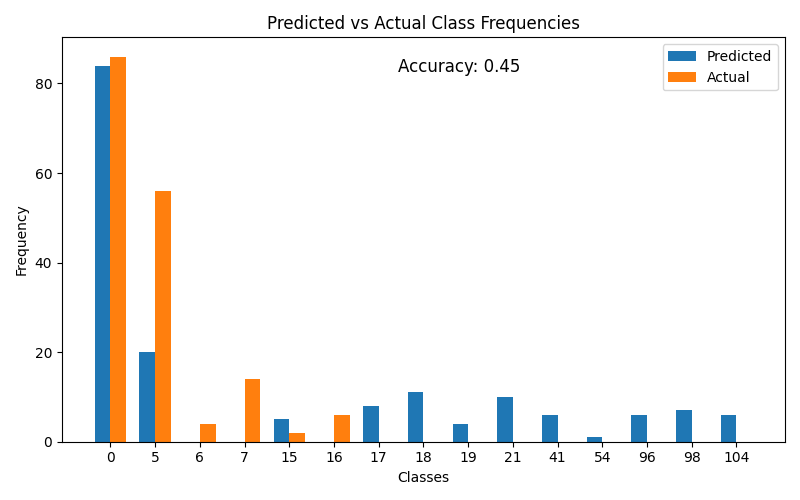 Predicted vs Actual Class Frequencies
Accuracy: 0.45
Predicted
Actual
80
60
40
20
0
Frequency
0 5 6 7 15 16 17 18 19 21 41 54 96 98 104
Classes